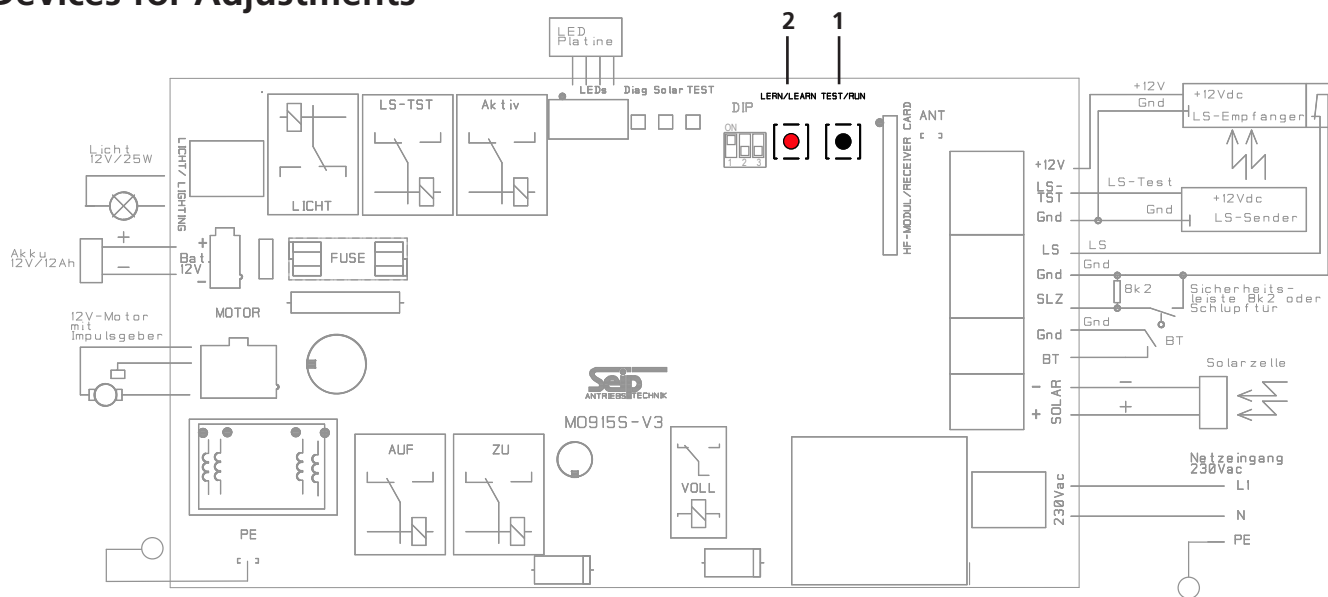 Devices for Adjustments
2 1
LED
Platine
LEDs Diag Solar TEST
LERN/LEARN TEST/RUN
DIP
ON
1 2 3
ANT
HF-MODUL/RECEIVER CARD
LS-TST
Aktiv
LICHT
LICHT/ LIGHTING
Licht
12V/25W
Akku
12V/12Ah
+
-
+
Bat.
12V
-
FUSE
MOTOR
12V-Motor
mit
Impulsgeber
Seip
ANTRIEBSTECHNIK
M0915S-V3
AUF
ZU
VOLL
PE
+12V
LS-
TST
Gnd
LS
Gnd
SLZ
Gnd
BT
-
SOLAR
+
230Vac
+12V
Gnd
+12Vdc
LS-Empfanger
LS-Test
Gnd
+12Vdc
LS-Sender
LS
Gnd
8k2
Sicherheits-
leiste 8k2 oder
Schlupftür
Gnd
BT
Solarzelle
-
+
Netzeingang
230Vac
L1
N
PE